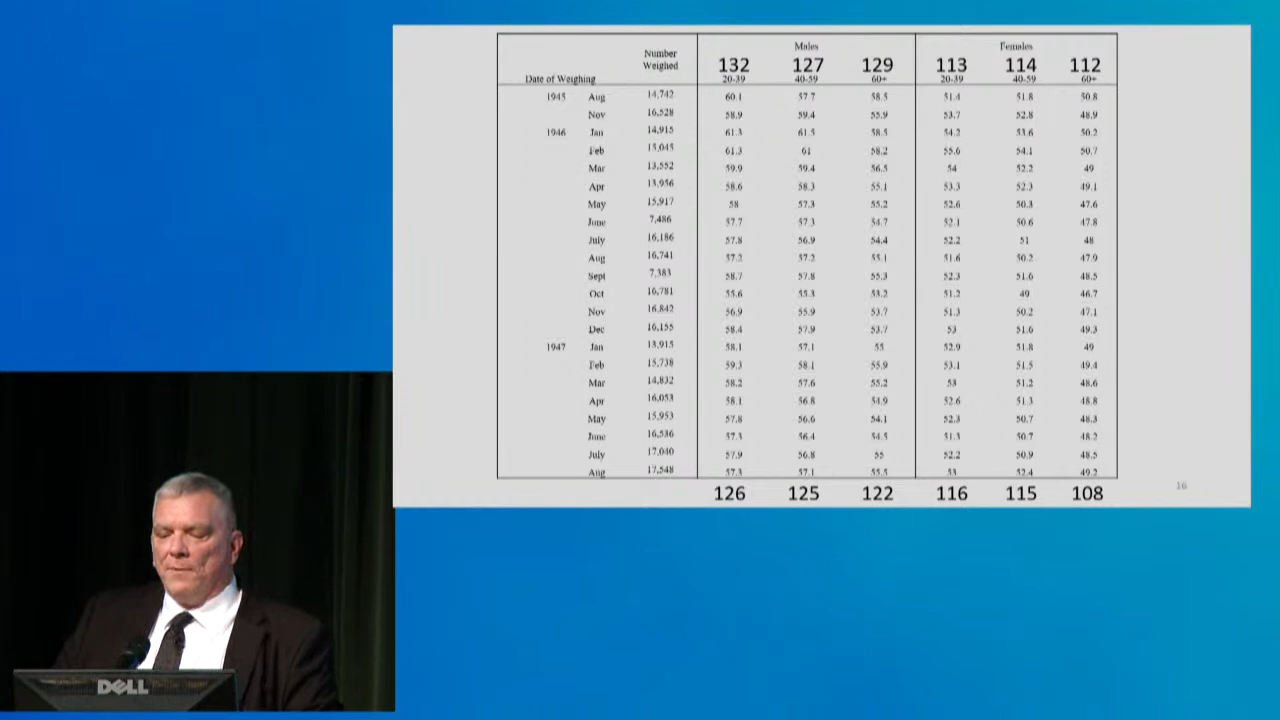 Males Females
Number
Weighed
132 127 129 113 114 112
Date of Weighing 20-39 40-59 60+ 20-39 40-59 60+
1945 Aug 14,742 60.1 57.7 58.5 51.4 51.8 50.8
Nov 16,528 58.9 59.4 55.9 53.7 52.8 48.9
1946 Jan 14,915 61.3 61.5 58.5 54.2 53.6 50.2
Feb 15,045 61.3 61 58.2 55.6 54.1 50.7
Mar 13,552 59.9 59.4 56.5 54 52.2 49
Apr 13,956 58.6 58.3 55.1 53.3 52.3 49.1
May 15,917 58 57.3 55.2 52.6 50.3 47.6
June 7,486 57.7 57.3 54.7 52.1 50.6 47.8
July 16,186 57.8 56.9 54.4 52.2 51 48
Aug 16,741 57.2 57.2 55.1 51.6 50.2 47.9
Sept 7,383 58.7 57.8 55.3 52.3 51.6 48.5
Oct 16,781 55.6 55.3 53.2 51.2 49 46.7
Nov 16,842 56.9 55.9 53.7 51.3 50.2 47.1
Dec 16,155 58.4 57.9 53.7 53 51.6 49.3
1947 Jan 13,915 58.1 57.1 55 52.9 51.8 49
Feb 15,738 59.3 58.1 55.9 53.1 51.5 49.4
Mar 14,832 58.2 57.6 55.2 53 51.2 48.6
Apr 16,053 58.1 56.8 54.9 52.6 51.3 48.8
May 15,953 57.8 56.6 54.1 52.3 50.7 48.3
June 16,536 57.3 56.4 54.5 51.3 50.7 48.2
July 17,040 57.9 56.8 55 52.2 50.9 48.5
Aug 17,548 57.3 57.1 55.5 53 52.4 49.2
126 125 122 116 115 108
16
DELL